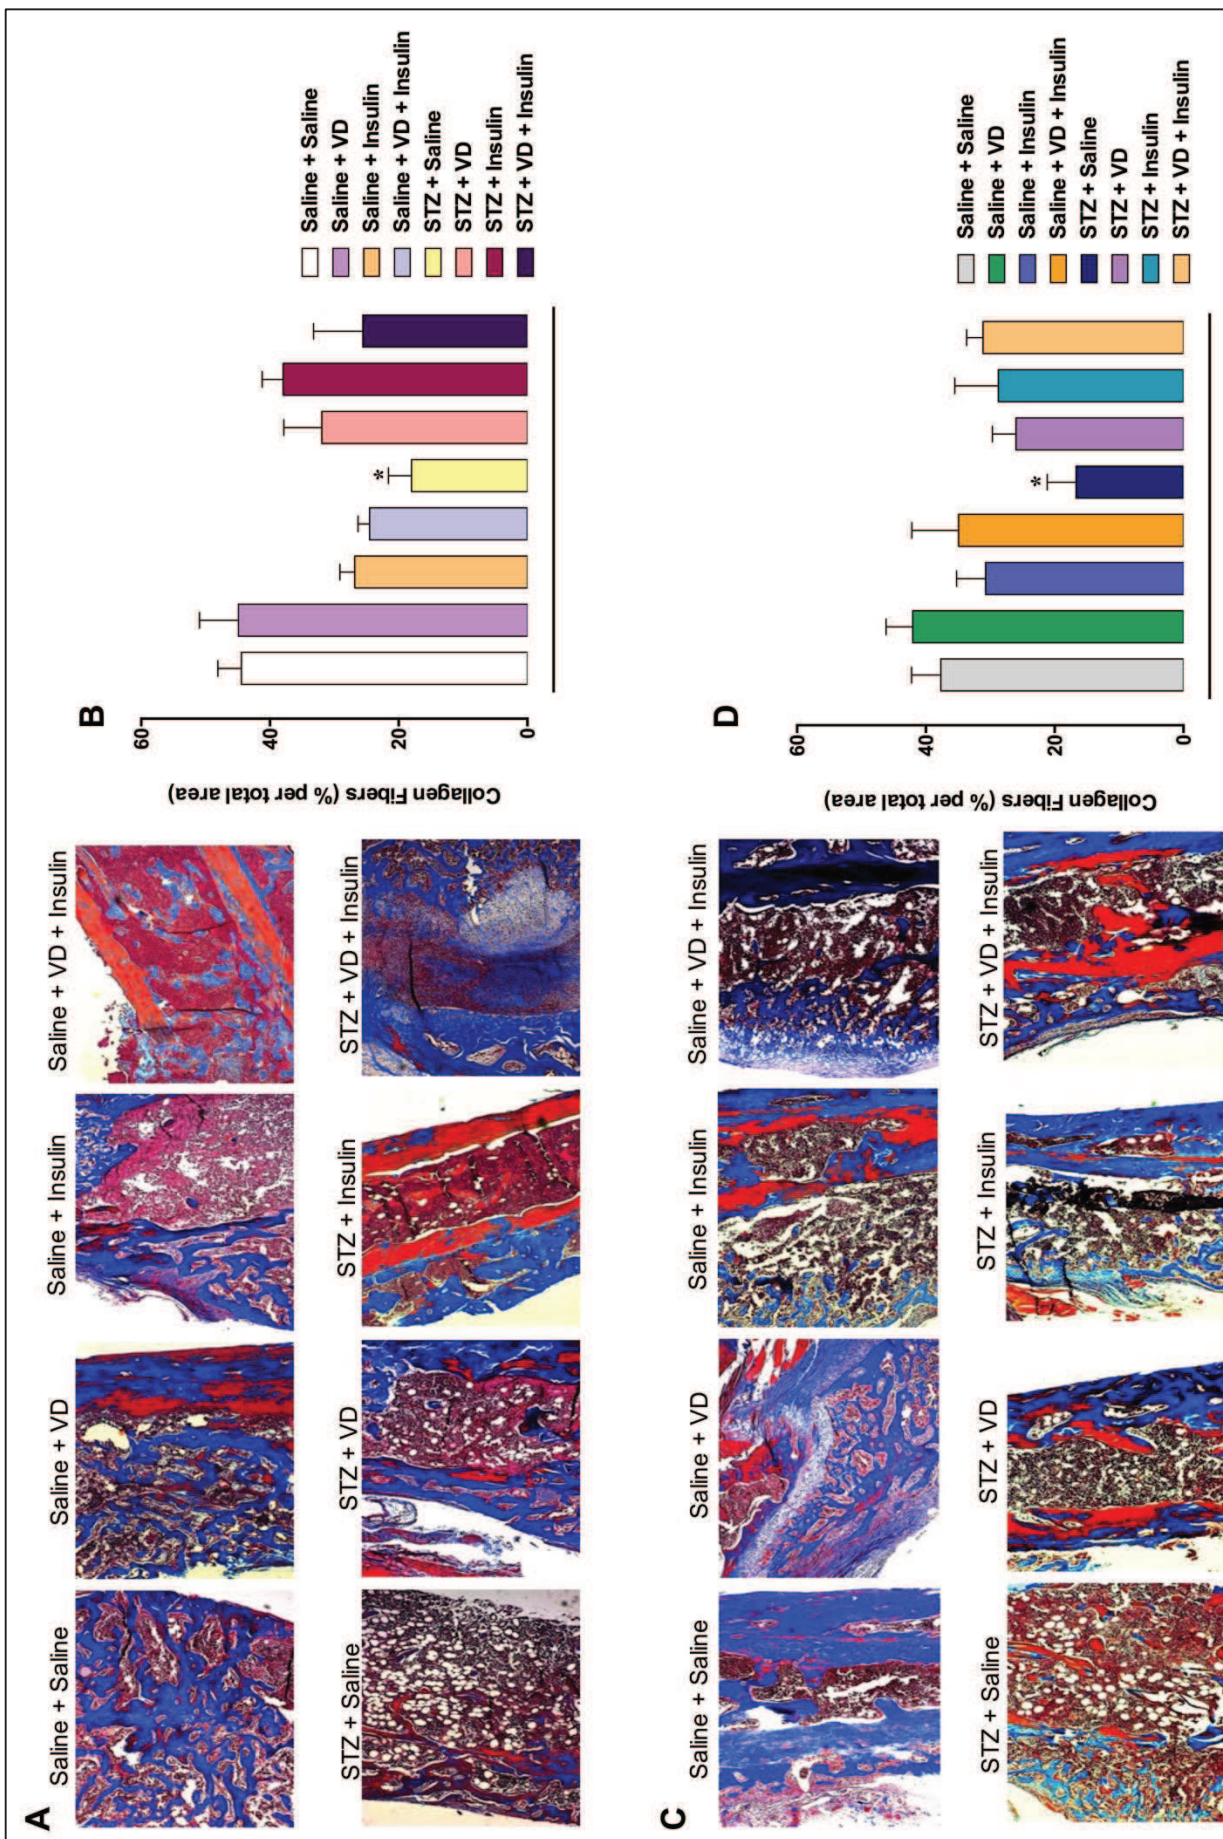 A
Saline + Saline
Saline + VD
Saline + Insulin
Saline + VD + Insulin
STZ + Saline
STZ + VD
STZ + Insulin
STZ + VD + Insulin
B
Collagen Fibers (% per total area)
60
40
20
0
*
Saline + Saline
Saline + VD
Saline + Insulin
Saline + VD + Insulin
STZ + Saline
STZ + VD
STZ + Insulin
STZ + VD + Insulin
C
Saline + Saline
Saline + VD
Saline + Insulin
Saline + VD + Insulin
STZ + Saline
STZ + VD
STZ + Insulin
STZ + VD + Insulin
D
Collagen Fibers (% per total area)
60
40
20
0
*
Saline + Saline
Saline + VD
Saline + Insulin
Saline + VD + Insulin
STZ + Saline
STZ + VD
STZ + Insulin
STZ + VD + Insulin